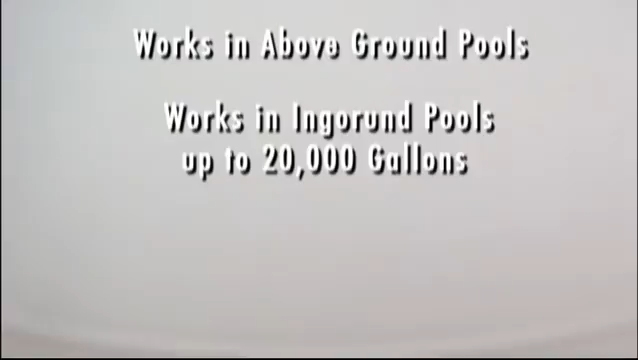 Works in Above Ground Pools
Works in Ingorund Pools
up to 20,000 Gallons